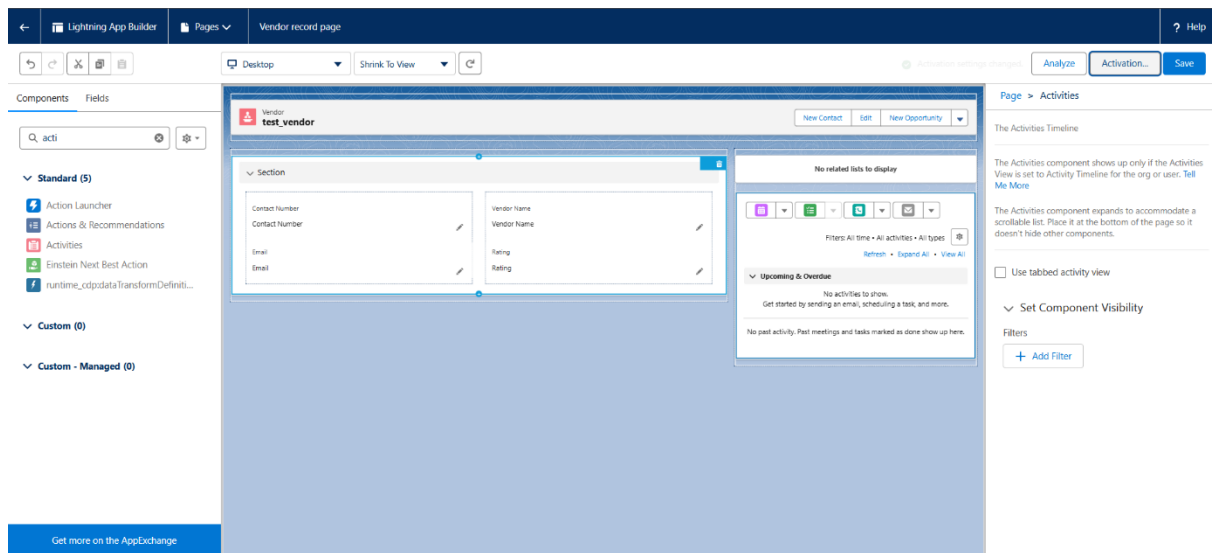 Lightning App Builder
Pages
Vendor record page
? Help
Desktop
Shrink To View
Activation settings changed
Analyze
Activation...
Save
Components
Fields
acti
Standard (5)
Action Launcher
Actions & Recommendations
Activities
Einstein Next Best Action
runtime_cdp:dataTransformDefiniti...
Custom (0)
Custom - Managed (0)
Get more on the AppExchange
Vendor
test_vendor
New Contact
Edit
New Opportunity
Section
Contact Number
Contact Number
Email
Email
Vendor Name
Vendor Name
Rating
Rating
No related lists to display
Filters: All time • All activities • All types
Refresh • Expand All • View All
Upcoming & Overdue
No activities to show.
Get started by sending an email, scheduling a task, and more.
No past activity. Past meetings and tasks marked as done show up here.
Page > Activities
The Activities Timeline
The Activities component shows up only if the Activities
View is set to Activity Timeline for the org or user. Tell
Me More
The Activities component expands to accommodate a
scrollable list. Place it at the bottom of the page so it
doesn't hide other components.
Use tabbed activity view
Set Component Visibility
Filters
+ Add Filter